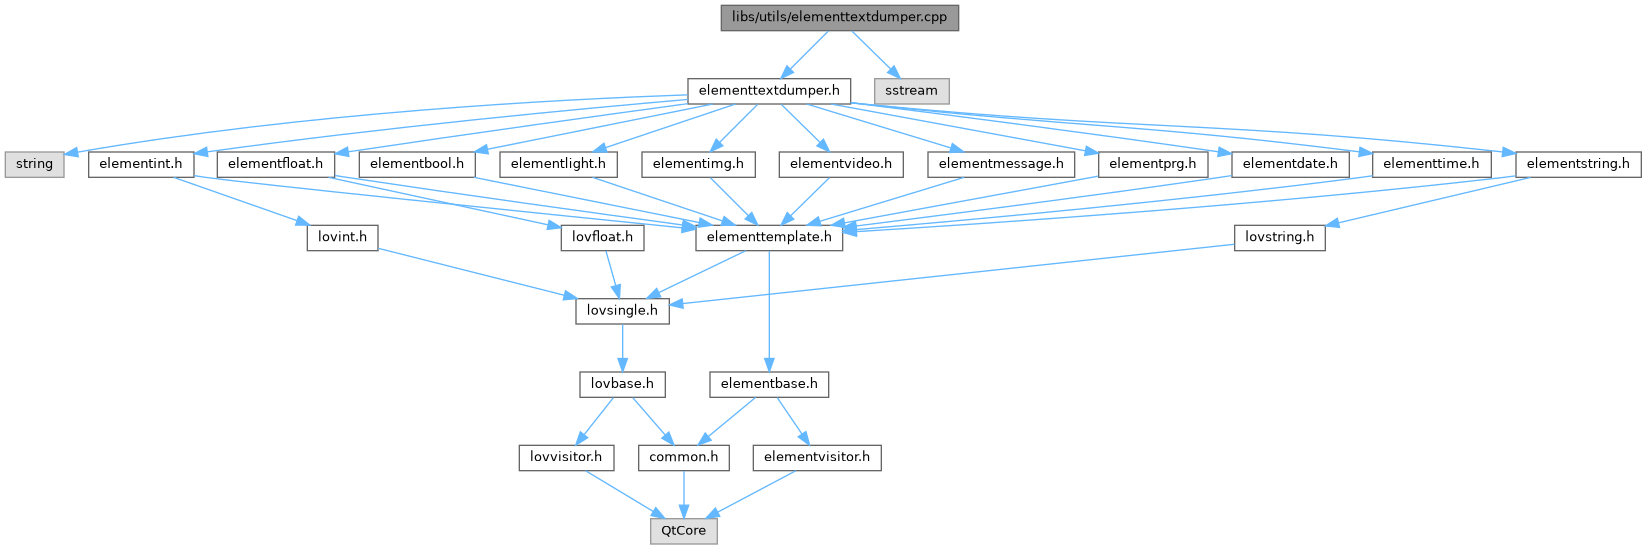 libs/utils/elementtextdumper.cpp
elementtextdumper.h
sstream
string
elementint.h
elementfloat.h
elementbool.h
elementlight.h
elementimg.h
elementvideo.h
elementmessage.h
elementprg.h
elementdate.h
elementtime.h
elementstring.h
lovint.h
lovfloat.h
elementtemplate.h
lovstring.h
lovsingle.h
lovbase.h
elementbase.h
lovvisitor.h
common.h
elementvisitor.h
QtCore